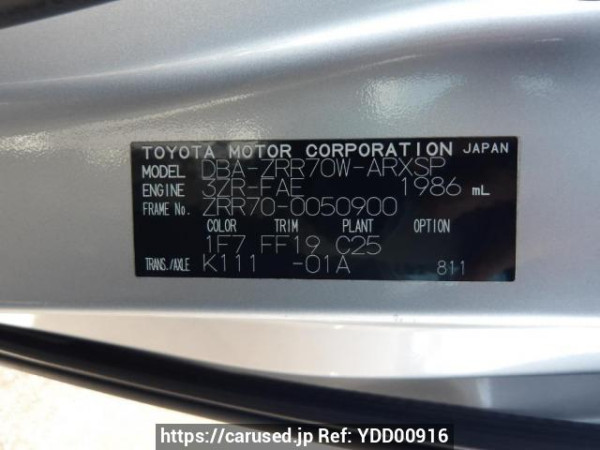 TOYOTA MOTOR CORPORATION JAPAN
MODEL DBA-ZRR70W-ARXSP
ENGINE 3ZR-FAE 1986 mL
FRAME No. ZRR70-0050900
COLOR TRIM PLANT OPTION
1F7 FF19 C25
TRANS./AXLE K111 -01A 811
https://carused.jp Ref: YDD00916